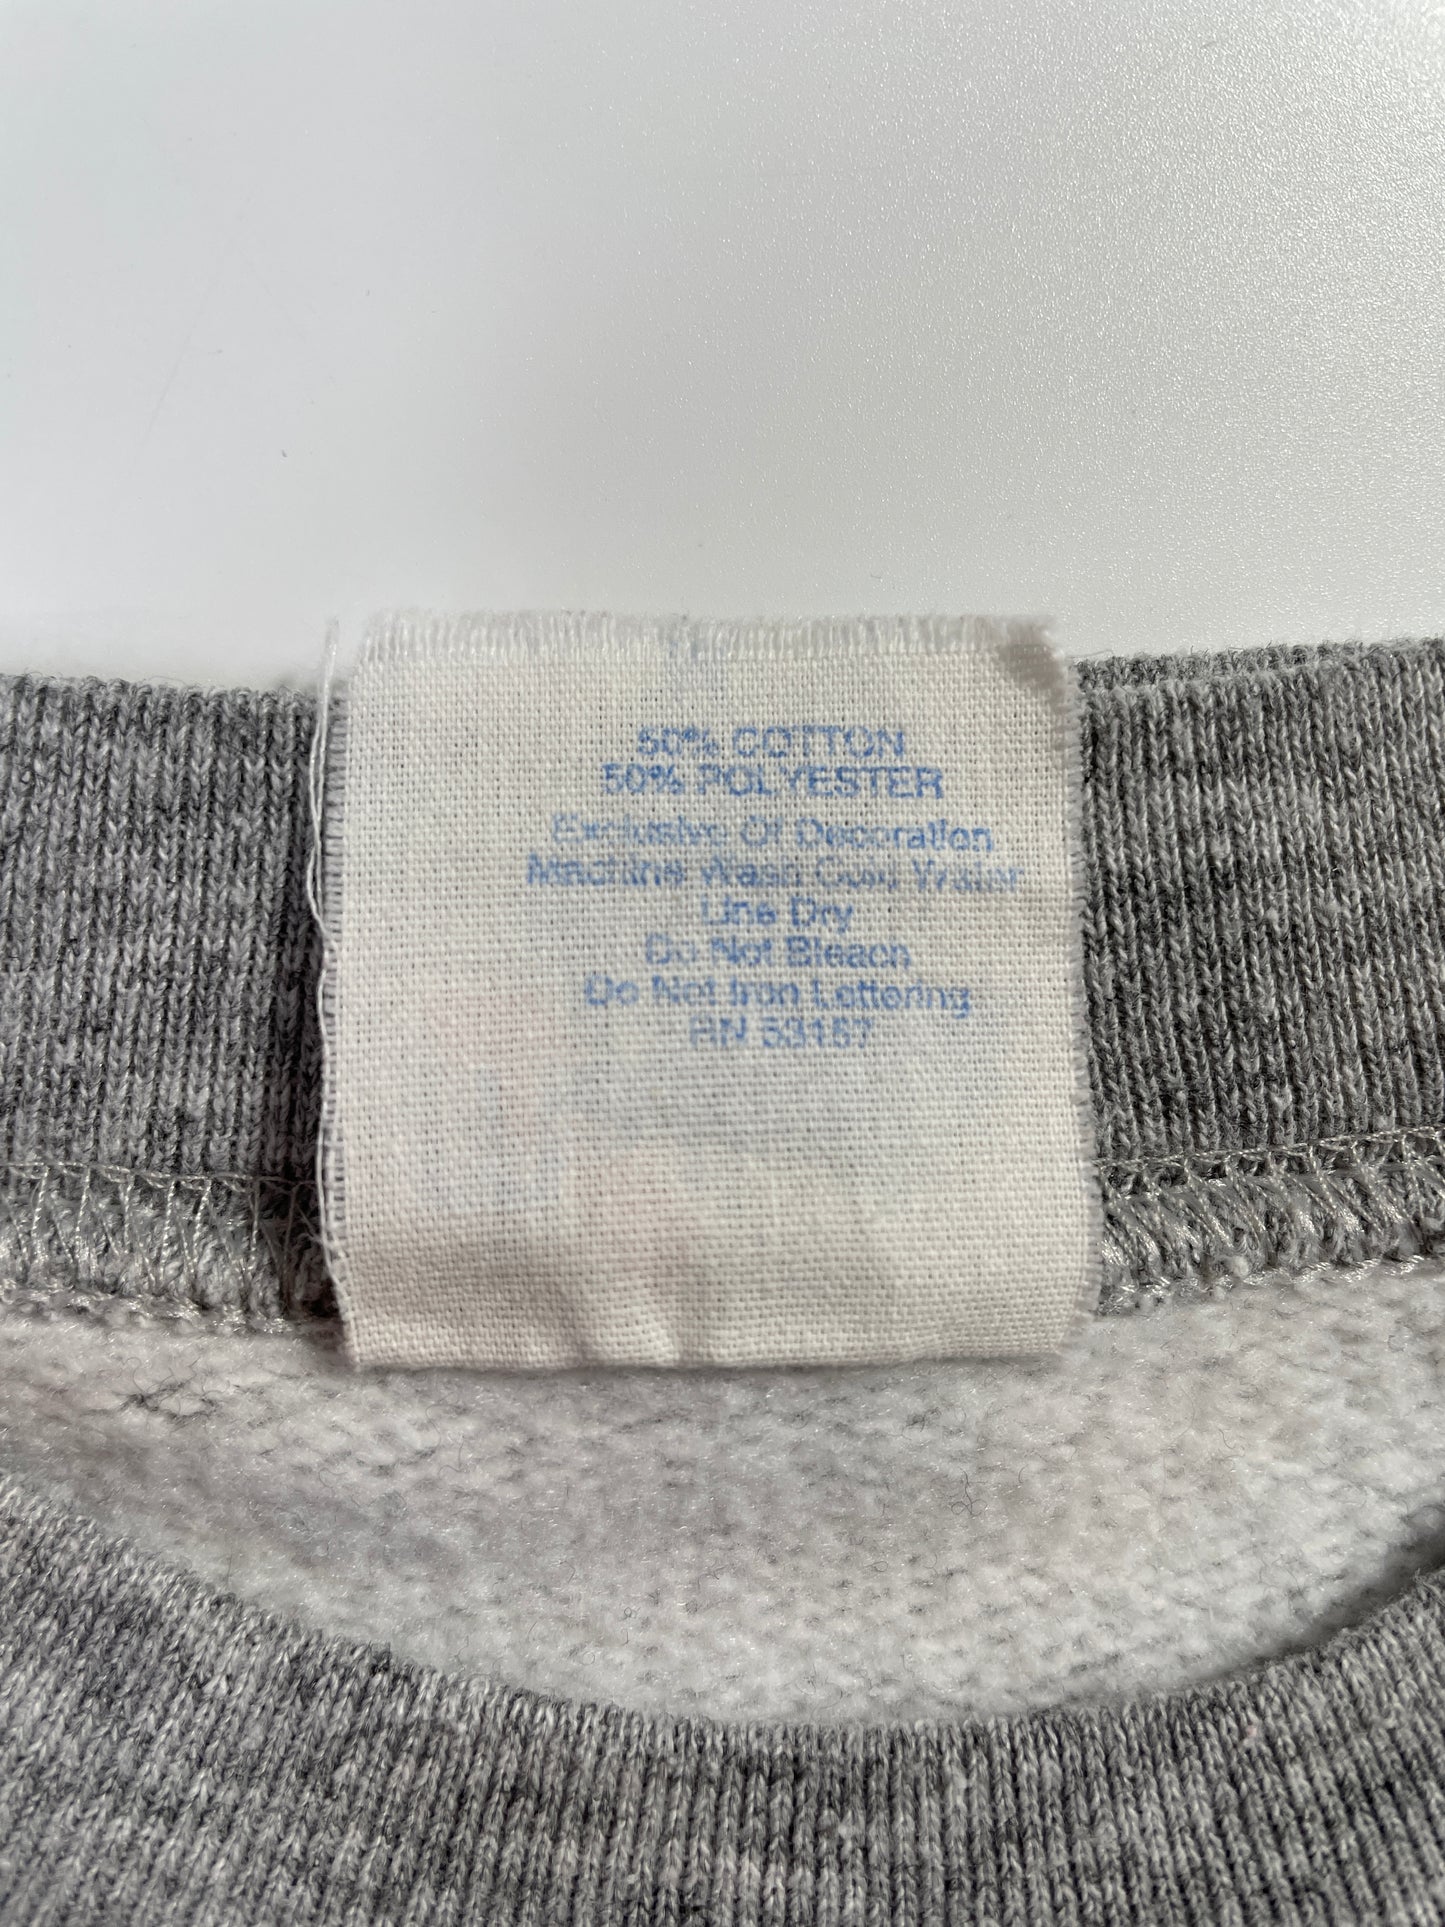 50% COTTON
50% POLYESTER
Exclusive Of Decoration
Machine Wash Cold Water
Line Dry
Do Not Bleach
Do Not Iron Lettering
RN 53157